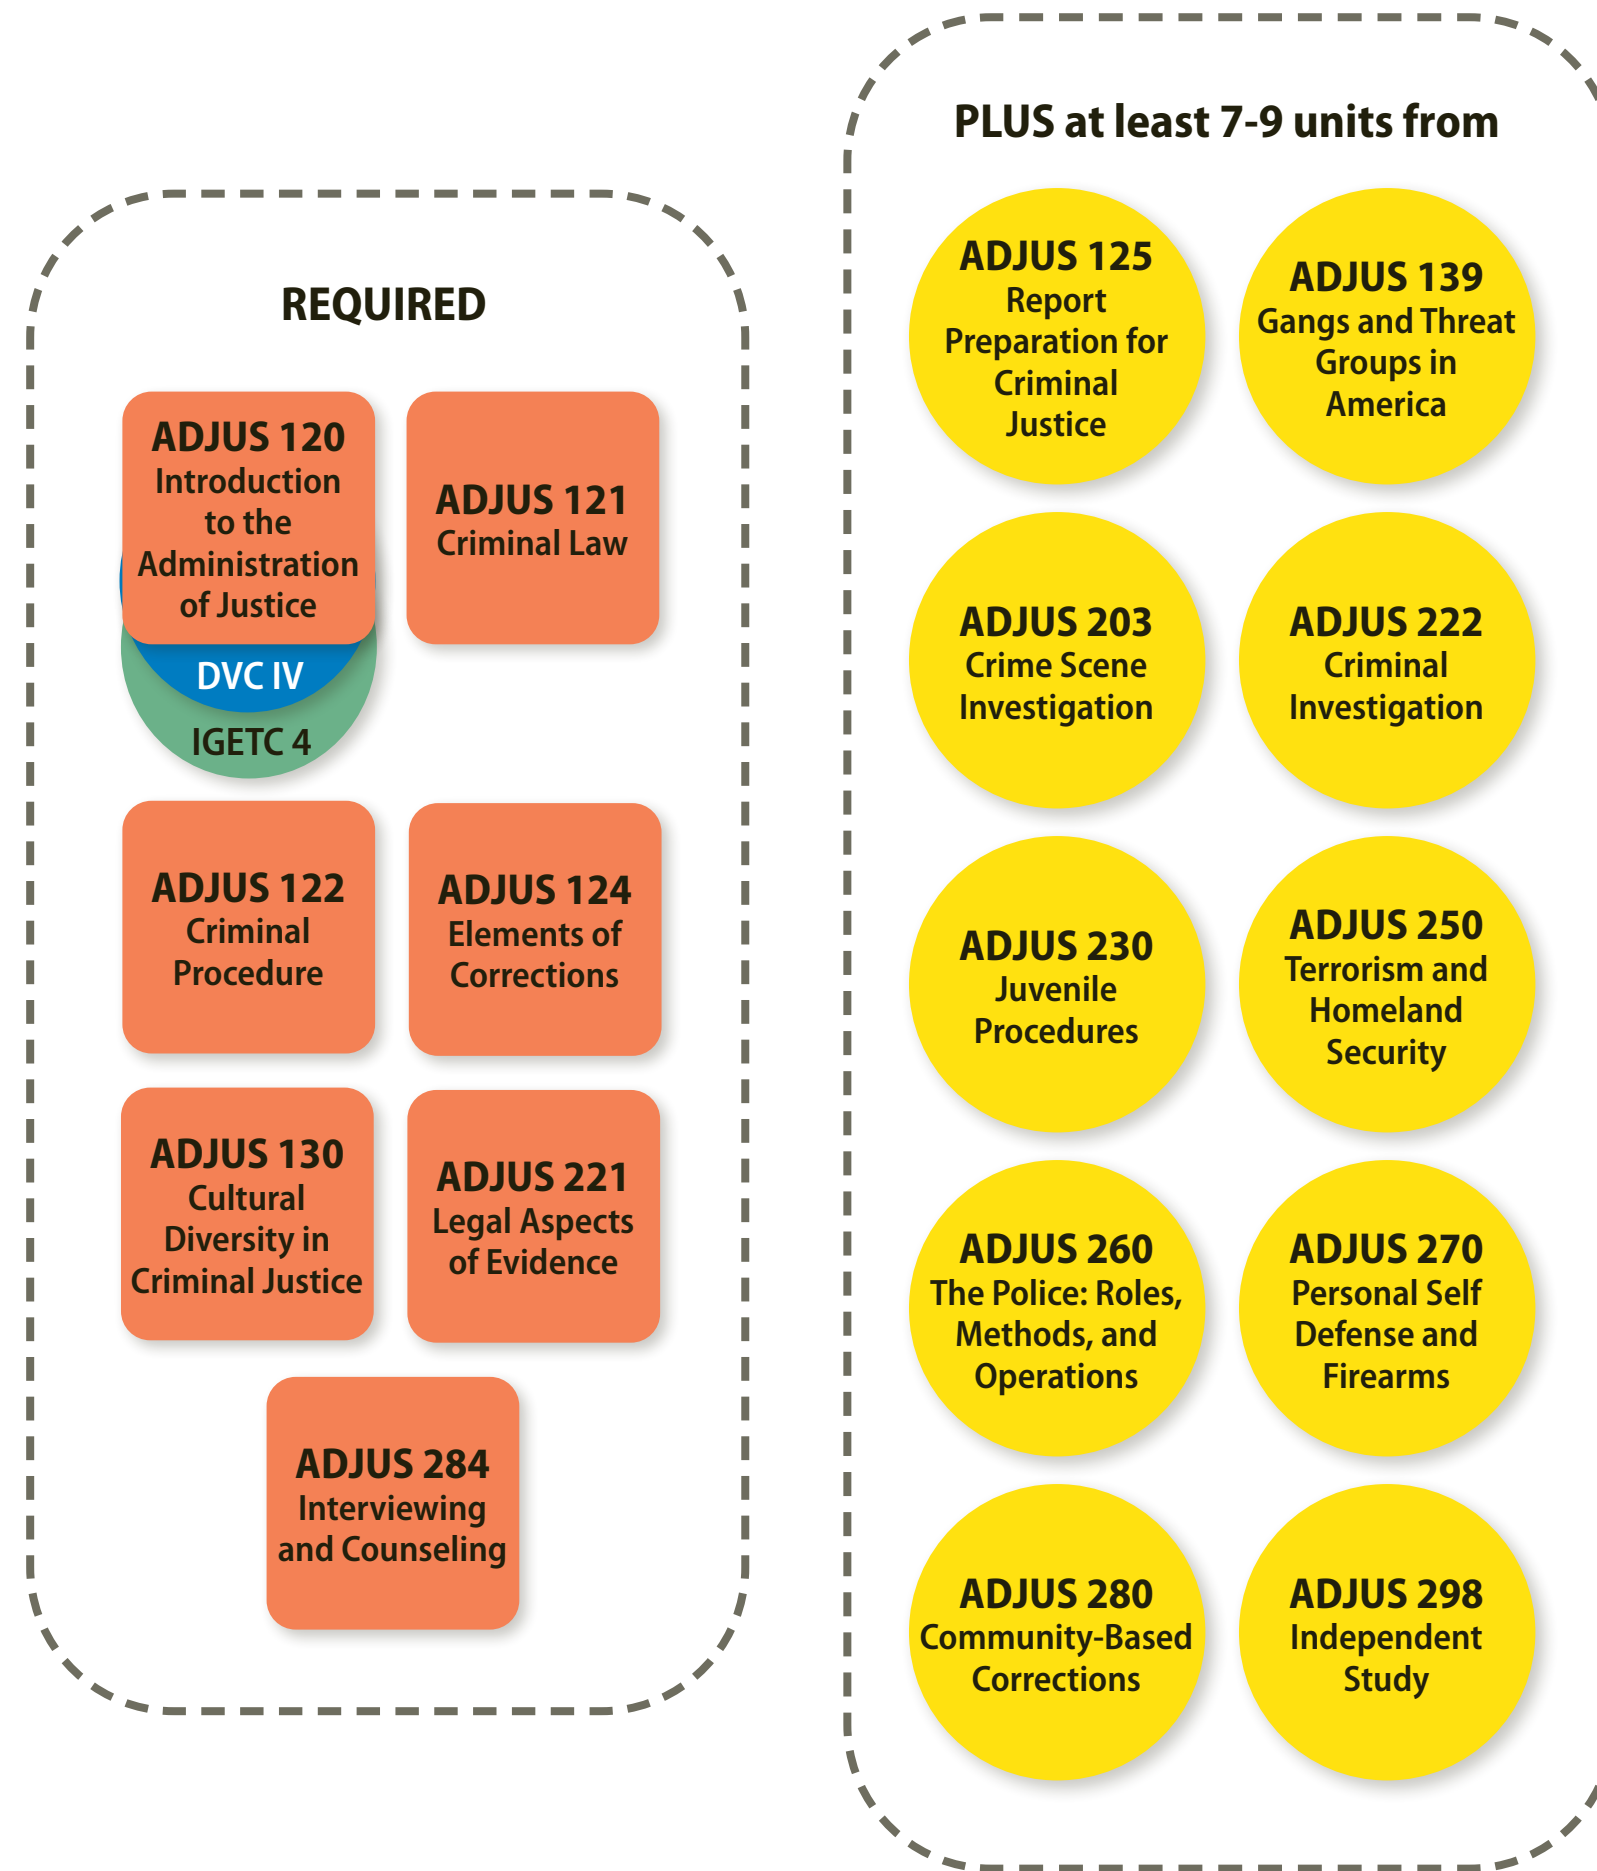 REQUIRED
ADJUS 120
Introduction
to the
Administration
of Justice
DVC IV
IGETC 4
ADJUS 121
Criminal Law
ADJUS 122
Criminal
Procedure
ADJUS 124
Elements of
Corrections
ADJUS 130
Cultural
Diversity in
Criminal Justice
ADJUS 221
Legal Aspects
of Evidence
ADJUS 284
Interviewing
and Counseling
PLUS at least 7-9 units from
ADJUS 125
Report
Preparation for
Criminal
Justice
ADJUS 139
Gangs and Threat
Groups in
America
ADJUS 203
Crime Scene
Investigation
ADJUS 222
Criminal
Investigation
ADJUS 230
Juvenile
Procedures
ADJUS 250
Terrorism and
Homeland
Security
ADJUS 260
The Police: Roles,
Methods, and
Operations
ADJUS 270
Personal Self
Defense and
Firearms
ADJUS 280
Community-Based
Corrections
ADJUS 298
Independent
Study